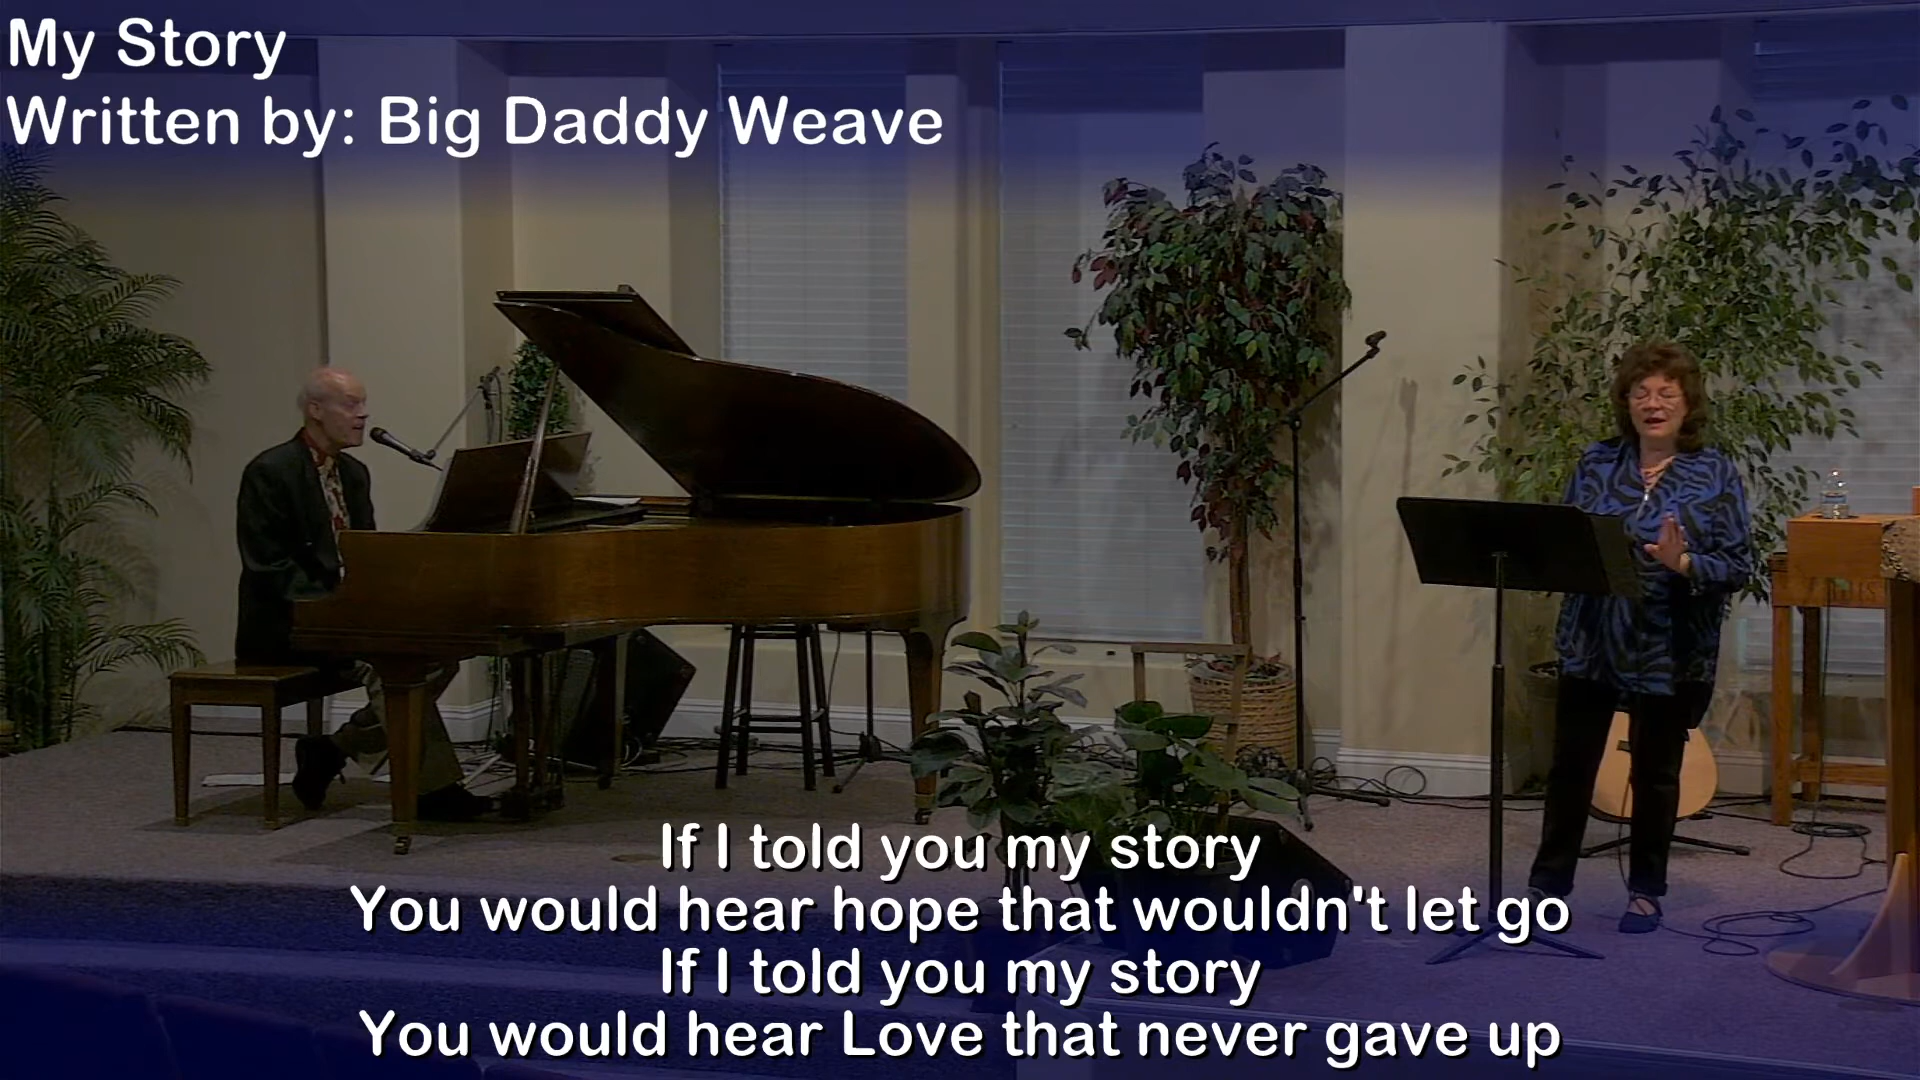 My Story
Written by: Big Daddy Weave
If I told you my story
You would hear hope that wouldn't let go
If I told you my story
You would hear Love that never gave up